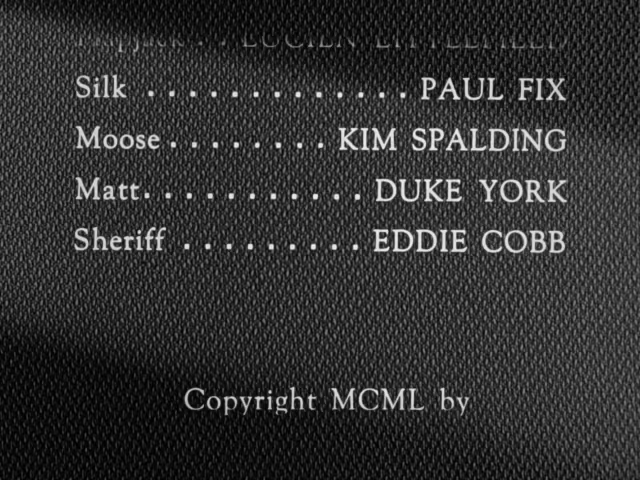 Silk ............. PAUL FIX
Moose ........ KIM SPALDING
Matt ........... DUKE YORK
Sheriff ......... EDDIE COBB
Copyright MCML by